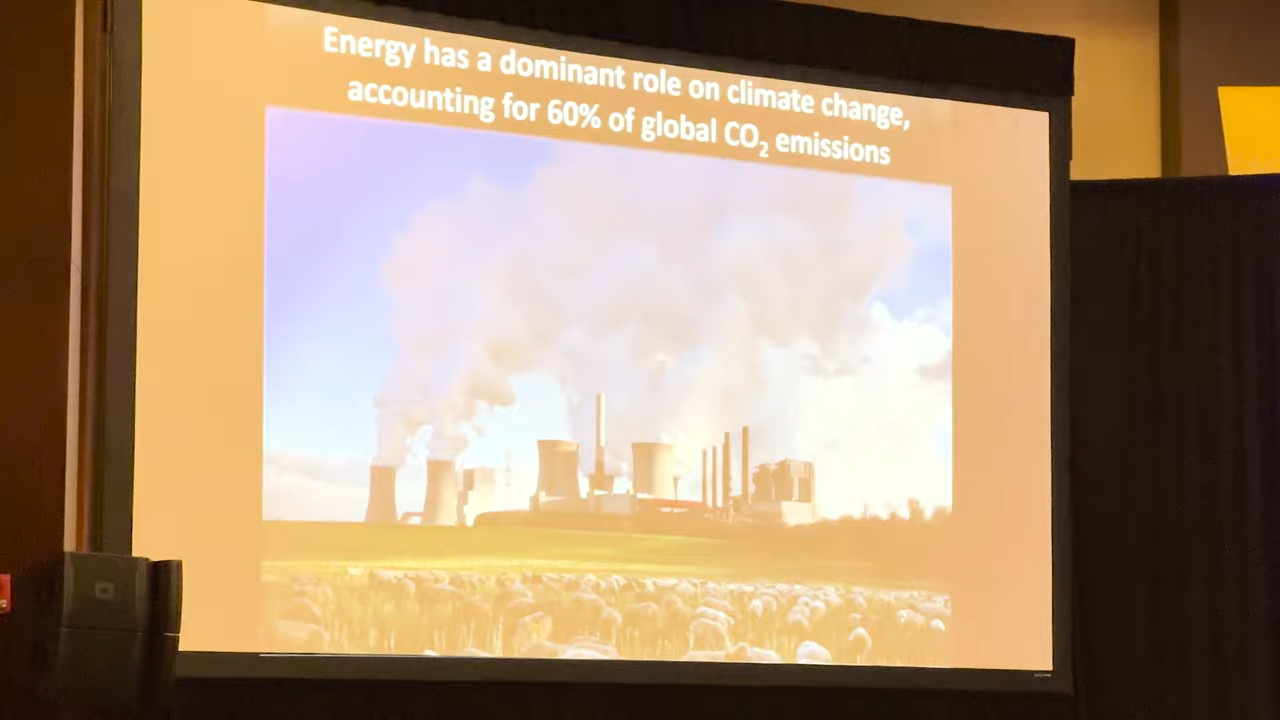 Energy has a dominant role on climate change,
accounting for 60% of global CO₂ emissions